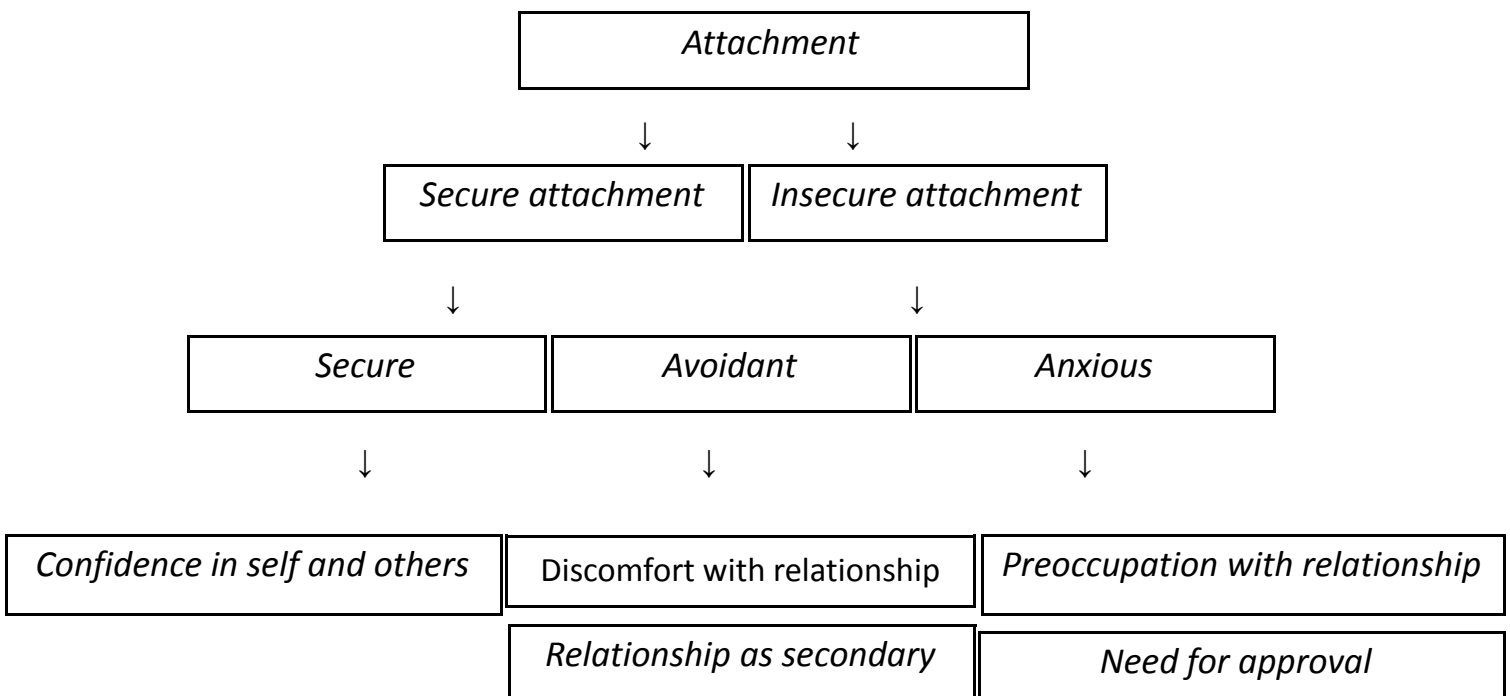 Attachment
↓ ↓
Secure attachment Insecure attachment
↓ ↓
Secure Avoidant Anxious
↓ ↓ ↓
Confidence in self and others Discomfort with relationship Preoccupation with relationship
Relationship as secondary Need for approval